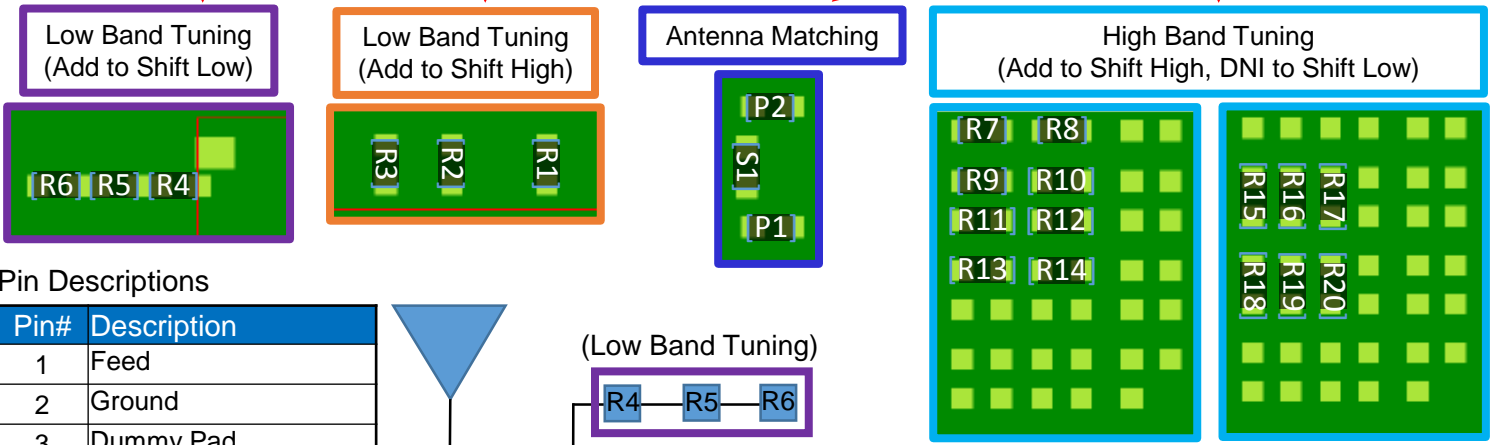 Low Band Tuning
(Add to Shift Low)
Low Band Tuning
(Add to Shift High)
Antenna Matching
High Band Tuning
(Add to Shift High, DNI to Shift Low)
R6 R5 R4
R3 R2 R1
P2
S1
P1
R7 R8
R9 R10
R11 R12
R13 R14
R15 R16 R17
R18 R19 R20
Pin Descriptions
Pin# Description
1 Feed
2 Ground
3 Dummy Pad
(Low Band Tuning)
R4 R5 R6